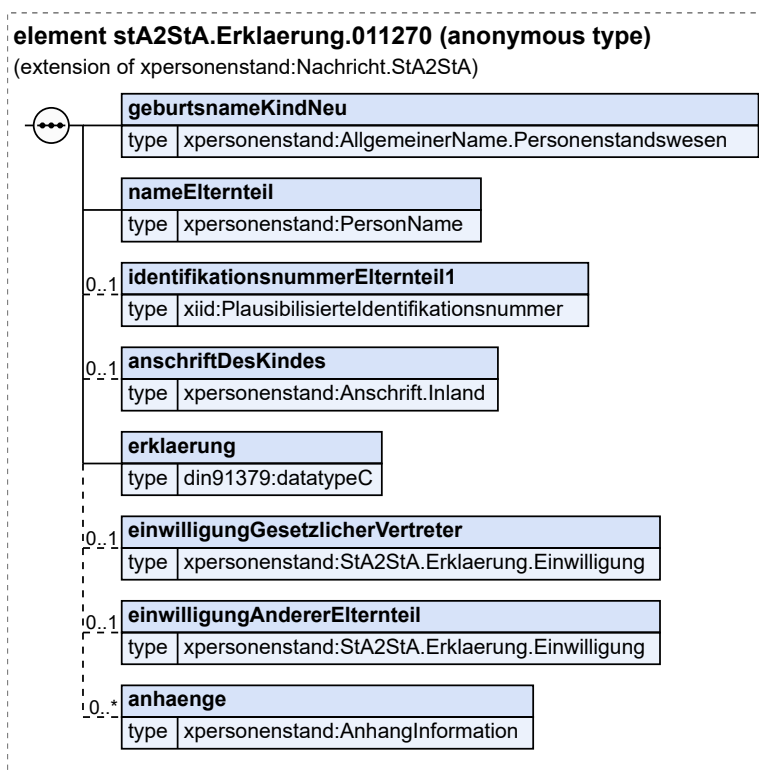 element stA2StA.Erklaerung.011270 (anonymous type)
(extension of xpersonenstand:Nachricht.StA2StA)
geburtsnameKindNeu
type xpersonenstand:AllgemeinerName.Personenstandswesen
nameElternteil
type xpersonenstand:PersonName
0..1 identifikationsnummerElternteil1
type xiid:PlausibilisierteIdentifikationsnummer
0..1 anschriftDesKindes
type xpersonenstand:Anschrift.Inland
erklaerung
type din91379:datatypeC
0..1 einwilligungGesetzlicherVertreter
type xpersonenstand:StA2StA.Erklaerung.Einwilligung
0..1 einwilligungAndererElternteil
type xpersonenstand:StA2StA.Erklaerung.Einwilligung
0..* anhaenge
type xpersonenstand:AnhangInformation